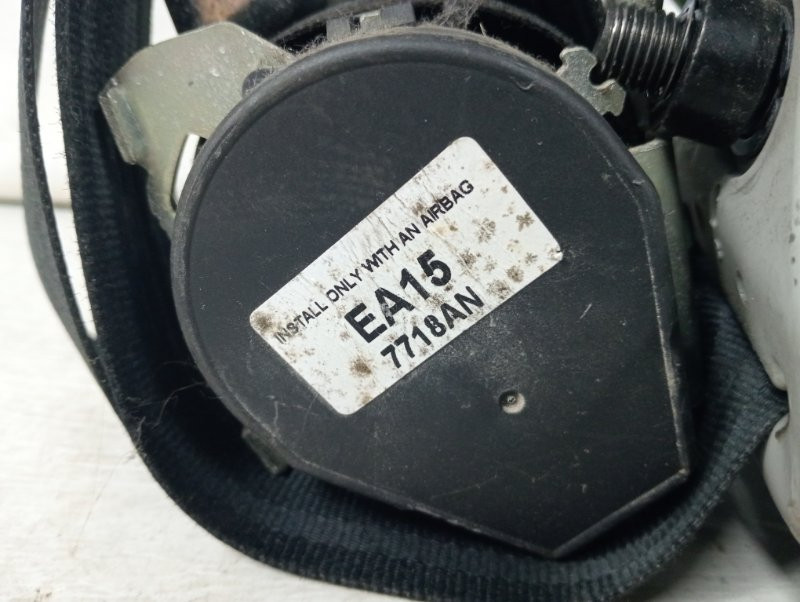 INSTALL ONLY WITH AN AIRBAG
EA15
7718AN